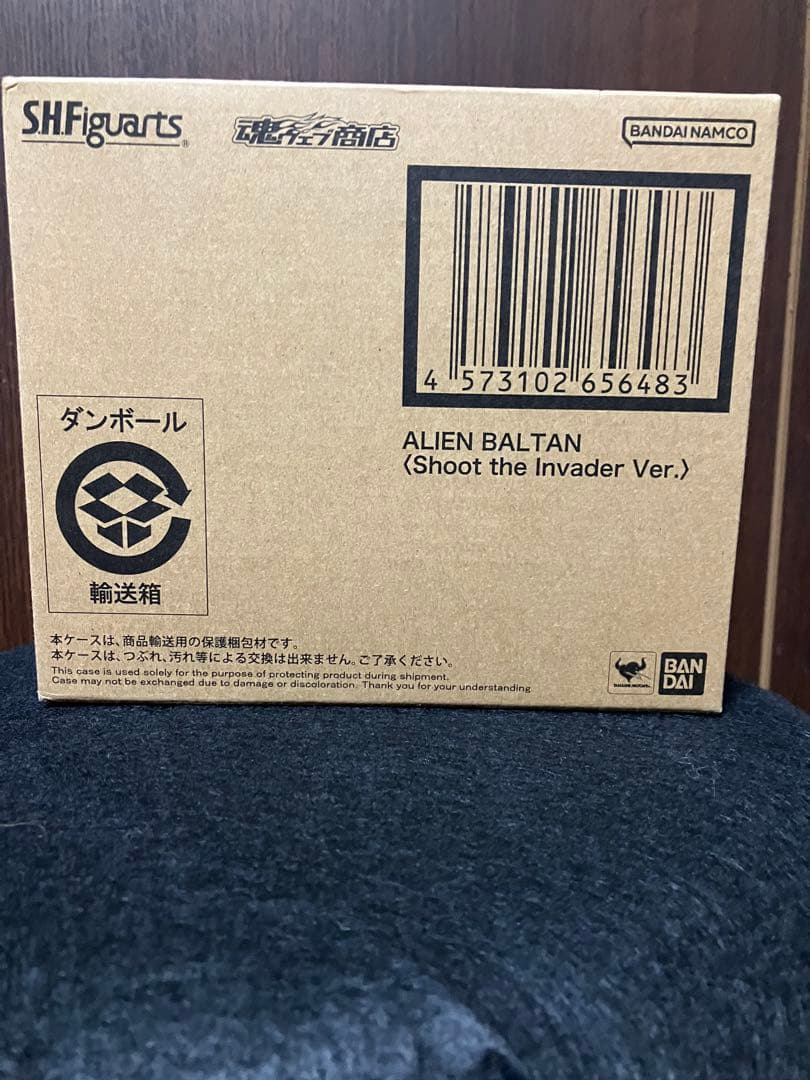 S.H.Figuarts®
魂ウェブ商店
BANDAI NAMCO
4 573102 656483
ALIEN BALTAN
〈Shoot the Invader Ver.〉
ダンボール
輸送箱
本ケースは、商品輸送用の保護梱包材です。
本ケースは、つぶれ、汚れ等による交換は出来ません。ご了承ください。
This case is used solely for the purpose of protecting product during shipment.
Case may not be exchanged due to damage or discoloration. Thank you for your understanding
BAN
DAI